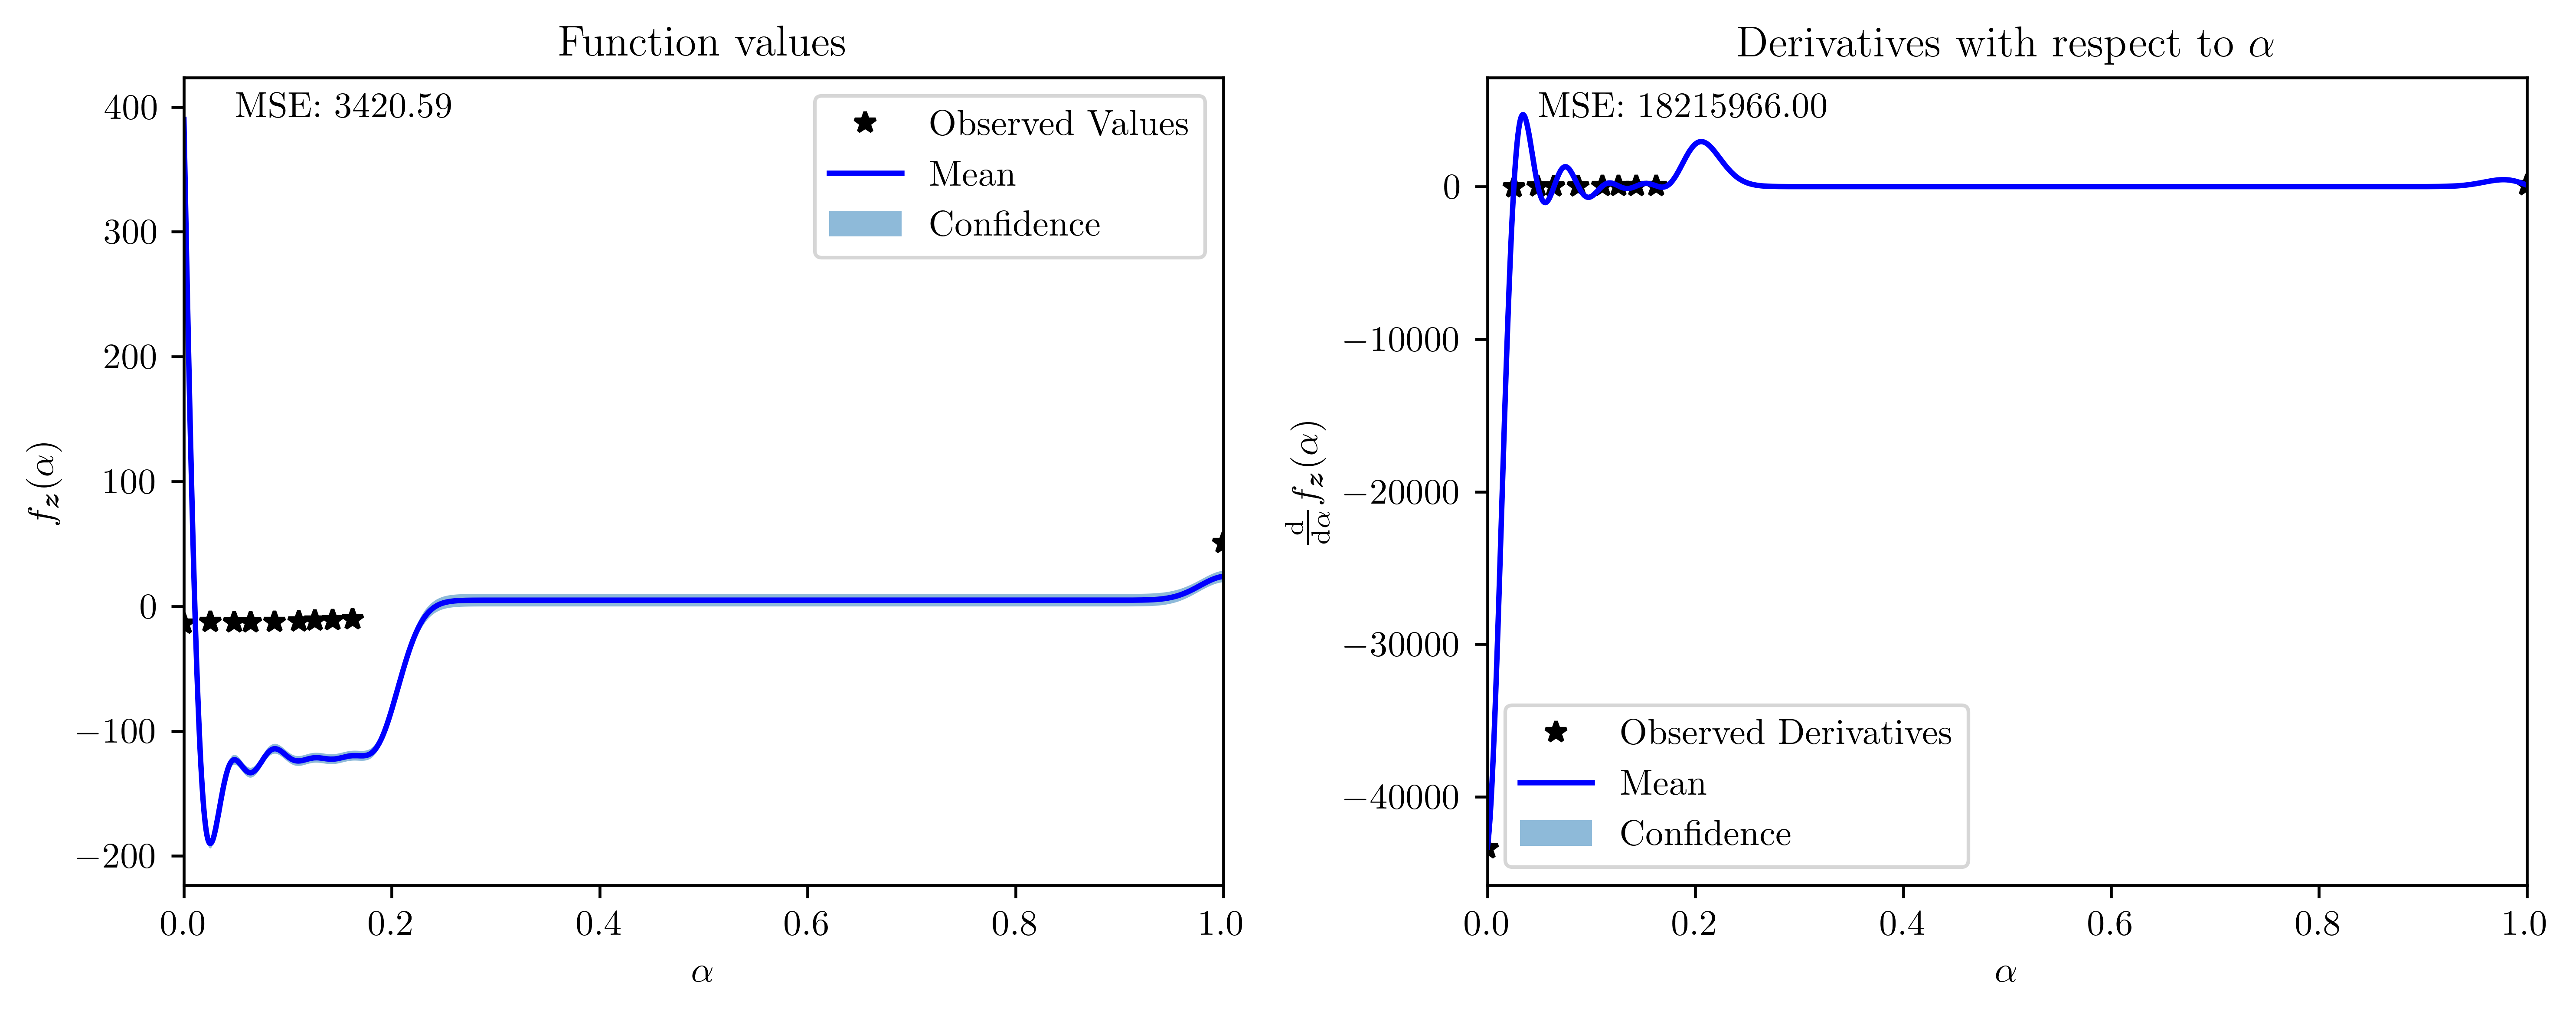 Function values
MSE: 3420.59
Observed Values
Mean
Confidence
400
300
200
100
0
−100
−200
f_z(α)
0.0 0.2 0.4 0.6 0.8 1.0
α
Derivatives with respect to α
MSE: 18215966.00
0
−10000
−20000
−30000
−40000
d/dα f_z(α)
Observed Derivatives
Mean
Confidence
0.0 0.2 0.4 0.6 0.8 1.0
α